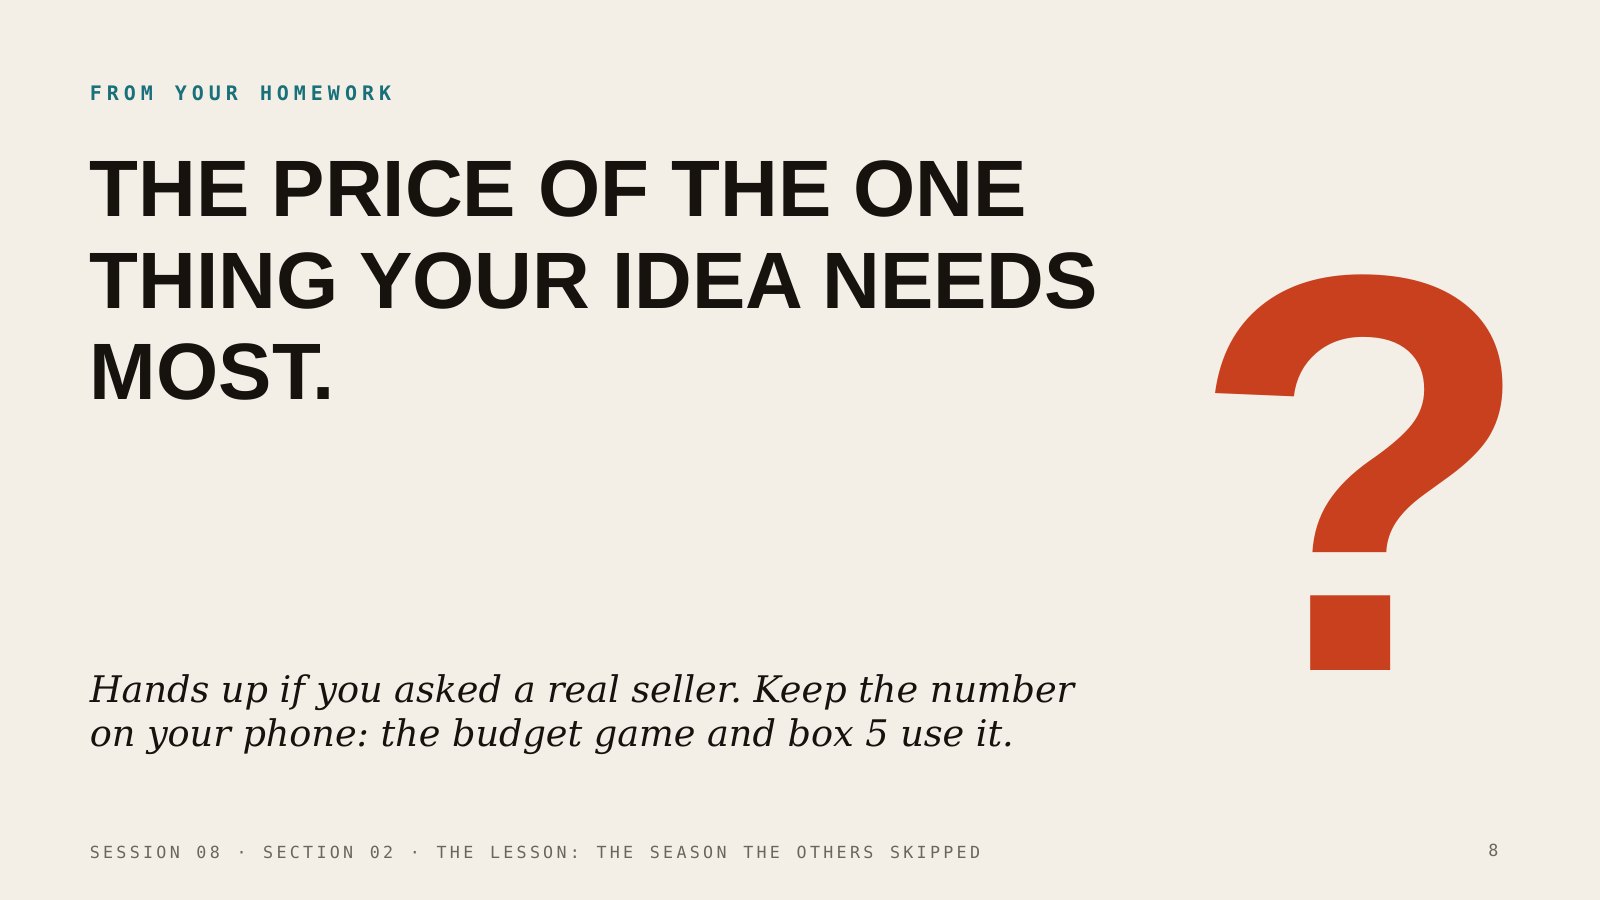 FROM YOUR HOMEWORK
THE PRICE OF THE ONE
THING YOUR IDEA NEEDS
MOST.
?
Hands up if you asked a real seller. Keep the number
on your phone: the budget game and box 5 use it.
SESSION 08 · SECTION 02 · THE LESSON: THE SEASON THE OTHERS SKIPPED
8